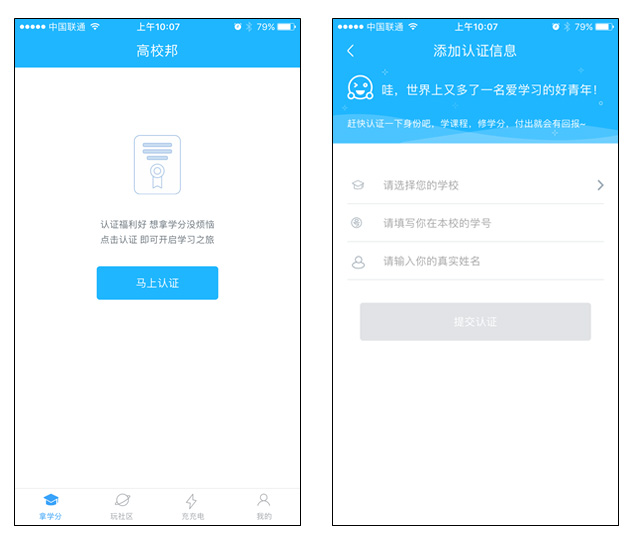 中国联通 上午10:07 79%
高校邦
认证福利好 想拿学分没烦恼
点击认证 即可开启学习之旅
马上认证
拿学分 玩社区 充充电 我的
中国联通 上午10:07 79%
添加认证信息
哇，世界上又多了一名爱学习的好青年！
赶快认证一下身份吧，学课程，修学分，付出就会有回报~
请选择您的学校
请填写你在本校的学号
请输入你的真实姓名
提交认证